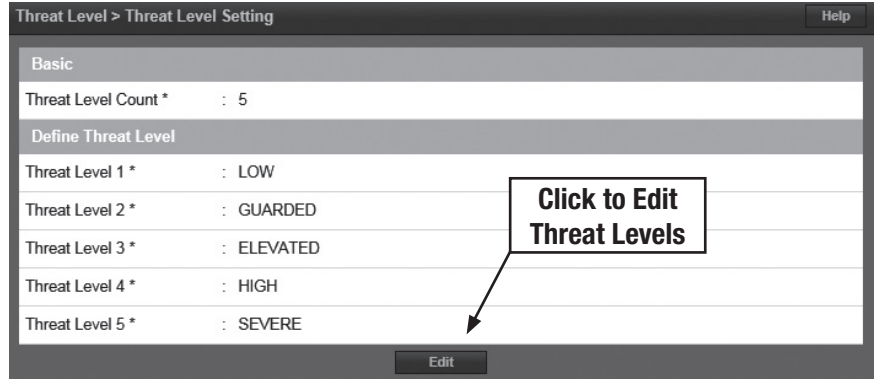 Threat Level > Threat Level Setting Help
Basic
Threat Level Count * : 5
Define Threat Level
Threat Level 1 * : LOW
Threat Level 2 * : GUARDED
Threat Level 3 * : ELEVATED
Threat Level 4 * : HIGH
Threat Level 5 * : SEVERE
Click to Edit
Threat Levels
Edit